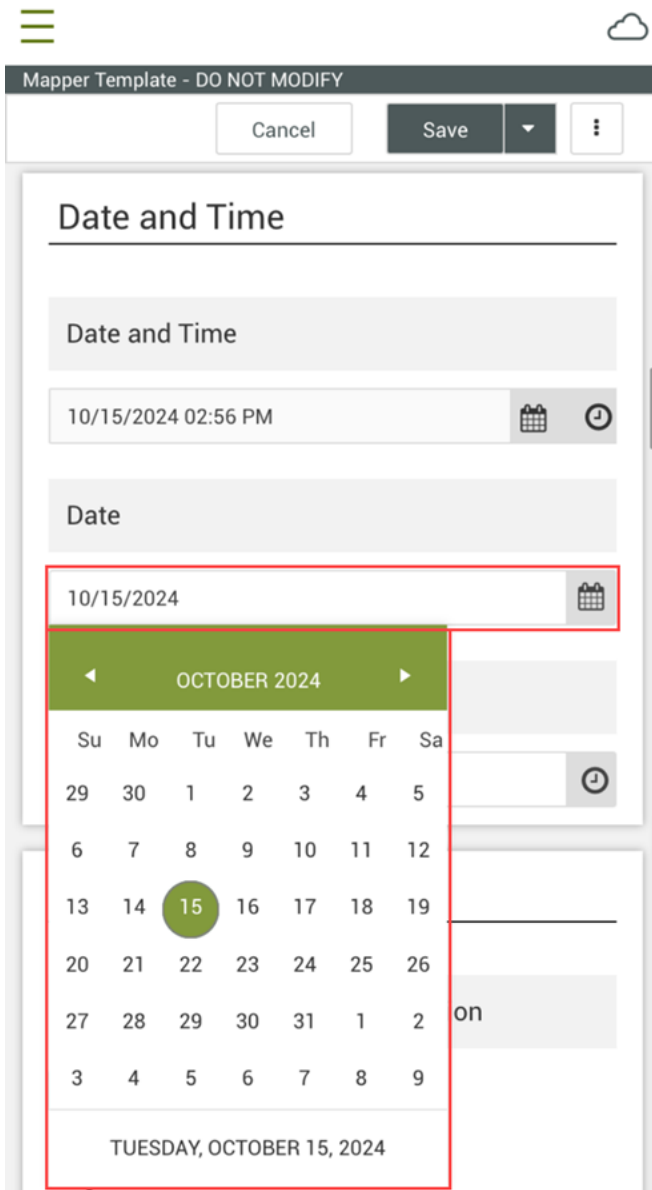 Mapper Template - DO NOT MODIFY
Cancel Save
Date and Time
Date and Time
10/15/2024 02:56 PM
Date
10/15/2024
OCTOBER 2024
Su Mo Tu We Th Fr Sa
29 30 1 2 3 4 5
6 7 8 9 10 11 12
13 14 15 16 17 18 19
20 21 22 23 24 25 26
27 28 29 30 31 1 2
on
3 4 5 6 7 8 9
TUESDAY, OCTOBER 15, 2024